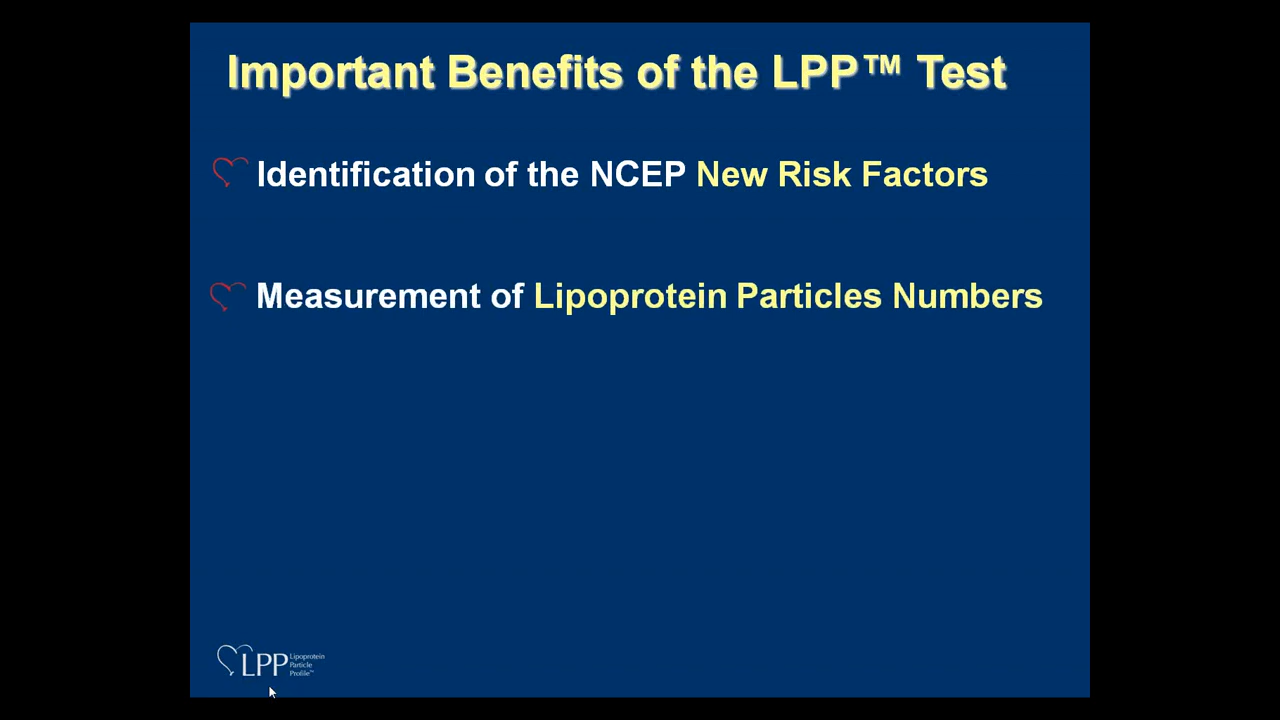 Important Benefits of the LPP™ Test
Identification of the NCEP New Risk Factors
Measurement of Lipoprotein Particles Numbers
LPP Lipoprotein
Particle
Profile™